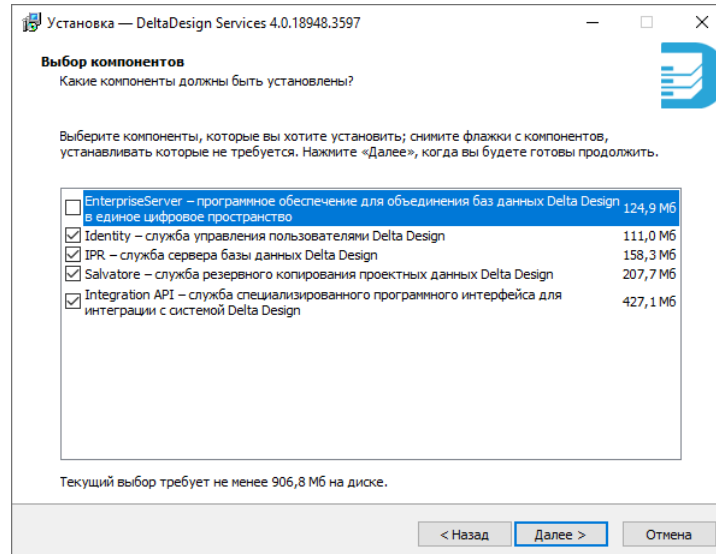 Установка — DeltaDesign Services 4.0.18948.3597
Выбор компонентов
Какие компоненты должны быть установлены?
Выберите компоненты, которые вы хотите установить; снимите флажки с компонентов,
устанавливать которые не требуется. Нажмите «Далее», когда вы будете готовы продолжить.
EnterpriseServer – программное обеспечение для объединения баз данных Delta Design
в единое цифровое пространство 124,9 Мб
Identity – служба управления пользователями Delta Design 111,0 Мб
IPR – служба сервера базы данных Delta Design 158,3 Мб
Salvatore – служба резервного копирования проектных данных Delta Design 207,7 Мб
Integration API – служба специализированного программного интерфейса для
интеграции с системой Delta Design 427,1 Мб
Текущий выбор требует не менее 906,8 Мб на диске.
< Назад Далее > Отмена